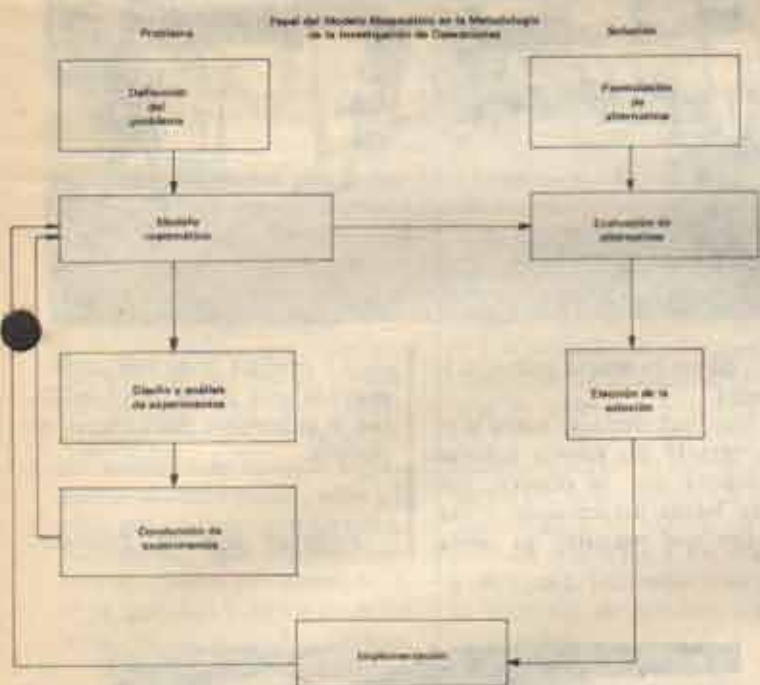 Papel del Modelo Matemático en la Metodología
de la Investigación de Operaciones
Problema
Solución
Definición
del
problema
Formulación
de
alternativa
Modelo
matemático
Evaluación de
alternativas
Diseño y análisis
de experimentos
Elección de la
solución
Conducción de
experimentos
Implementación